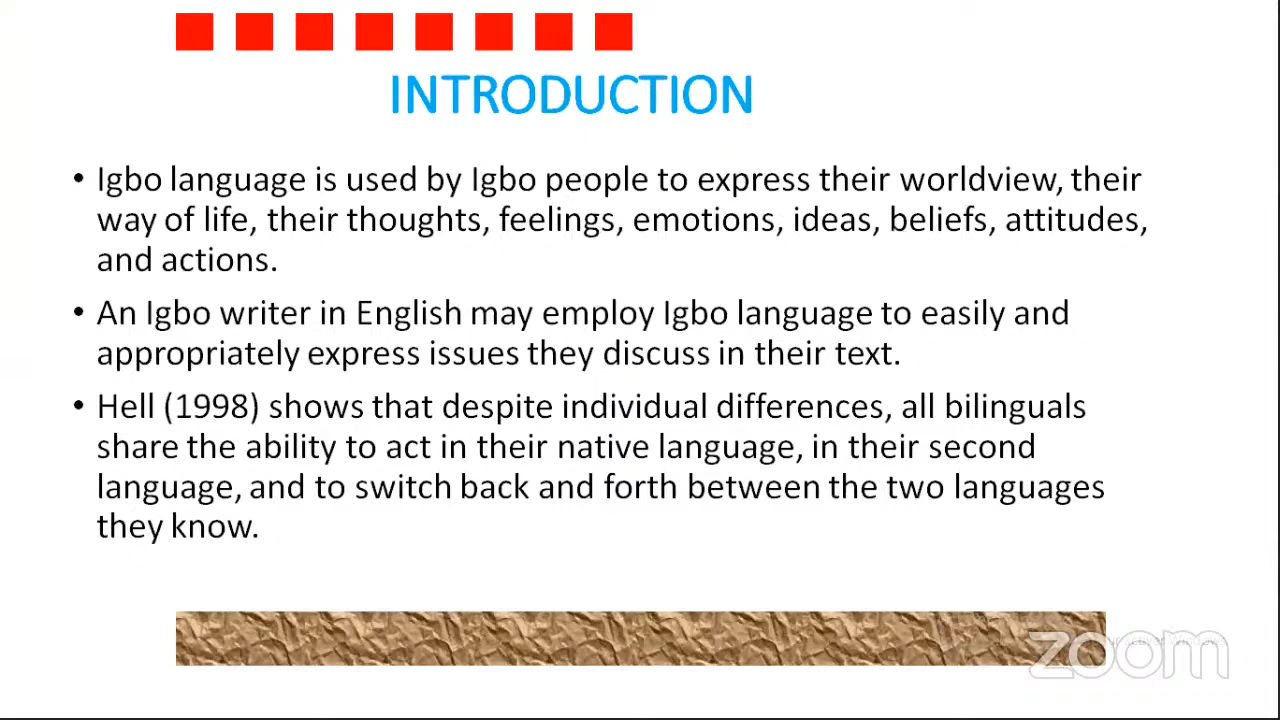 INTRODUCTION
• Igbo language is used by Igbo people to express their worldview, their
way of life, their thoughts, feelings, emotions, ideas, beliefs, attitudes,
and actions.
• An Igbo writer in English may employ Igbo language to easily and
appropriately express issues they discuss in their text.
• Hell (1998) shows that despite individual differences, all bilinguals
share the ability to act in their native language, in their second
language, and to switch back and forth between the two languages
they know.
zoom